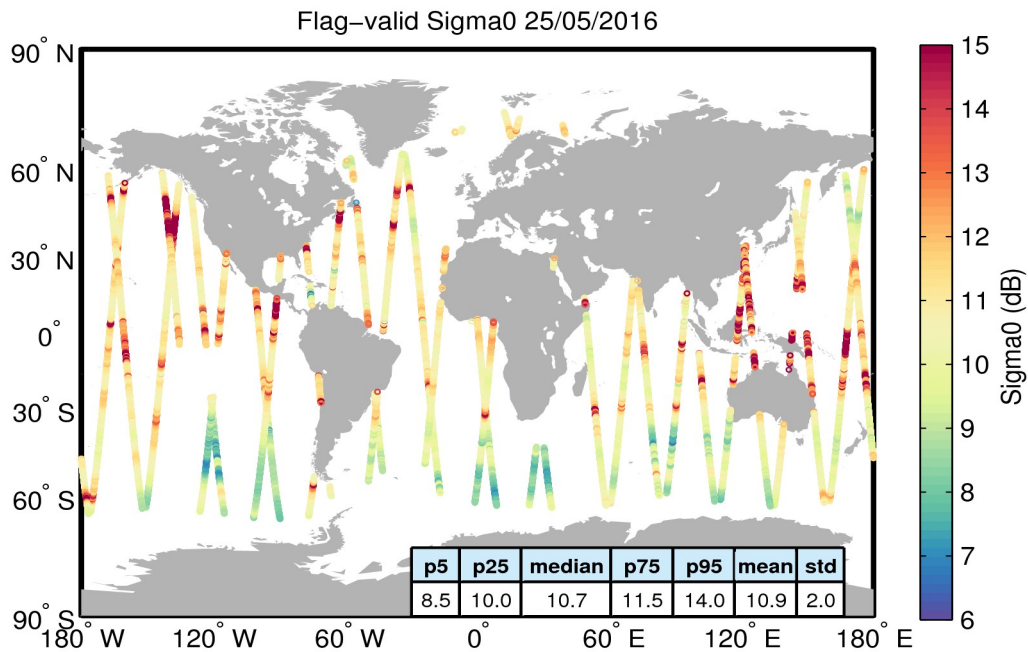 Flag−valid Sigma0 25/05/2016
90° N
60° N
30° N
0°
30° S
60° S
90° S
180° W
120° W
60° W
0°
60° E
120° E
180° E
p5 p25 median p75 p95 mean std
8.5 10.0 10.7 11.5 14.0 10.9 2.0
15
14
13
12
11
10
9
8
7
6
Sigma0 (dB)